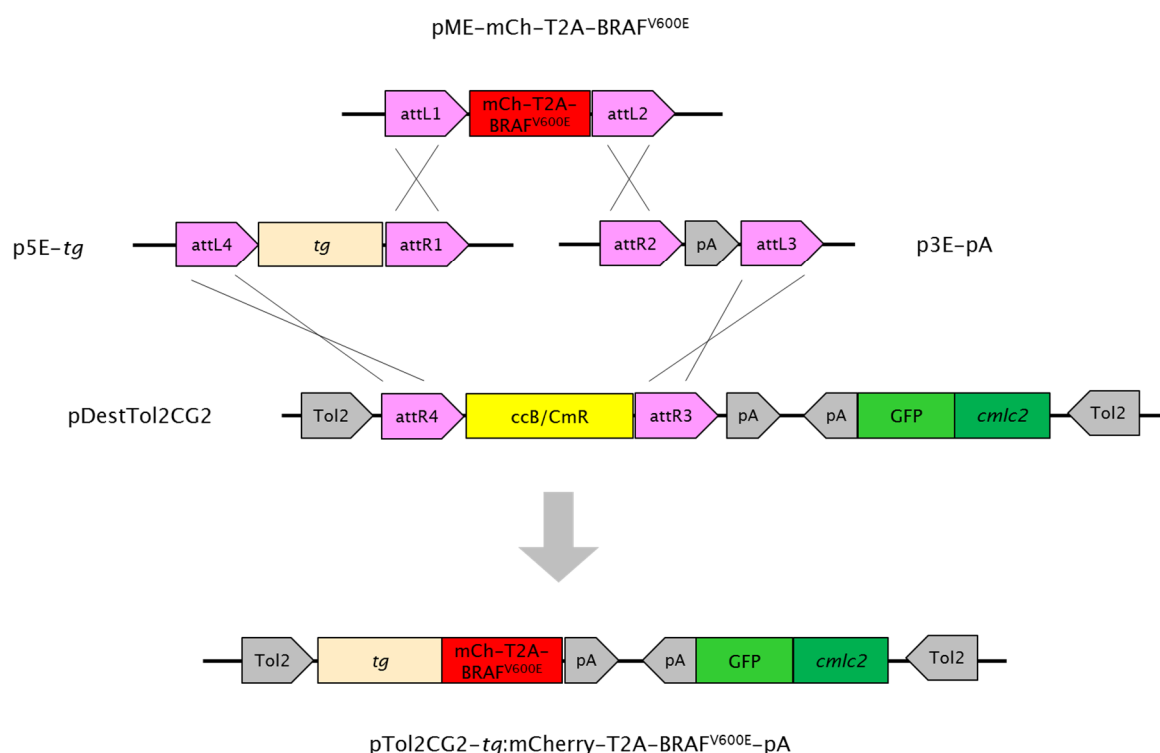 pME-mCh-T2A-BRAFV600E
attL1
mCh-T2A-
BRAFV600E
attL2
p5E-tg
attL4
tg
attR1
attR2
pA
attL3
p3E-pA
pDestTol2CG2
Tol2
attR4
ccB/CmR
attR3
pA
pA
GFP
cmlc2
Tol2
Tol2
tg
mCh-T2A-
BRAFV600E
pA
pA
GFP
cmlc2
Tol2
pTol2CG2-tg:mCherry-T2A-BRAFV600E-pA